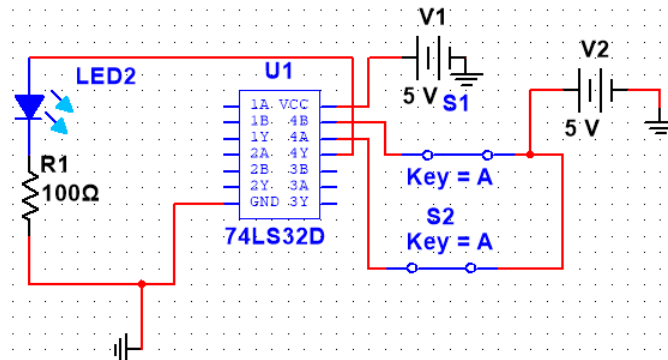 V1
V2
LED2
U1
5 V
S1
5 V
1A VCC
1B 4B
1Y 4A
2A 4Y
2B 3B
2Y 3A
GND 3Y
R1
100Ω
Key = A
S2
Key = A
74LS32D